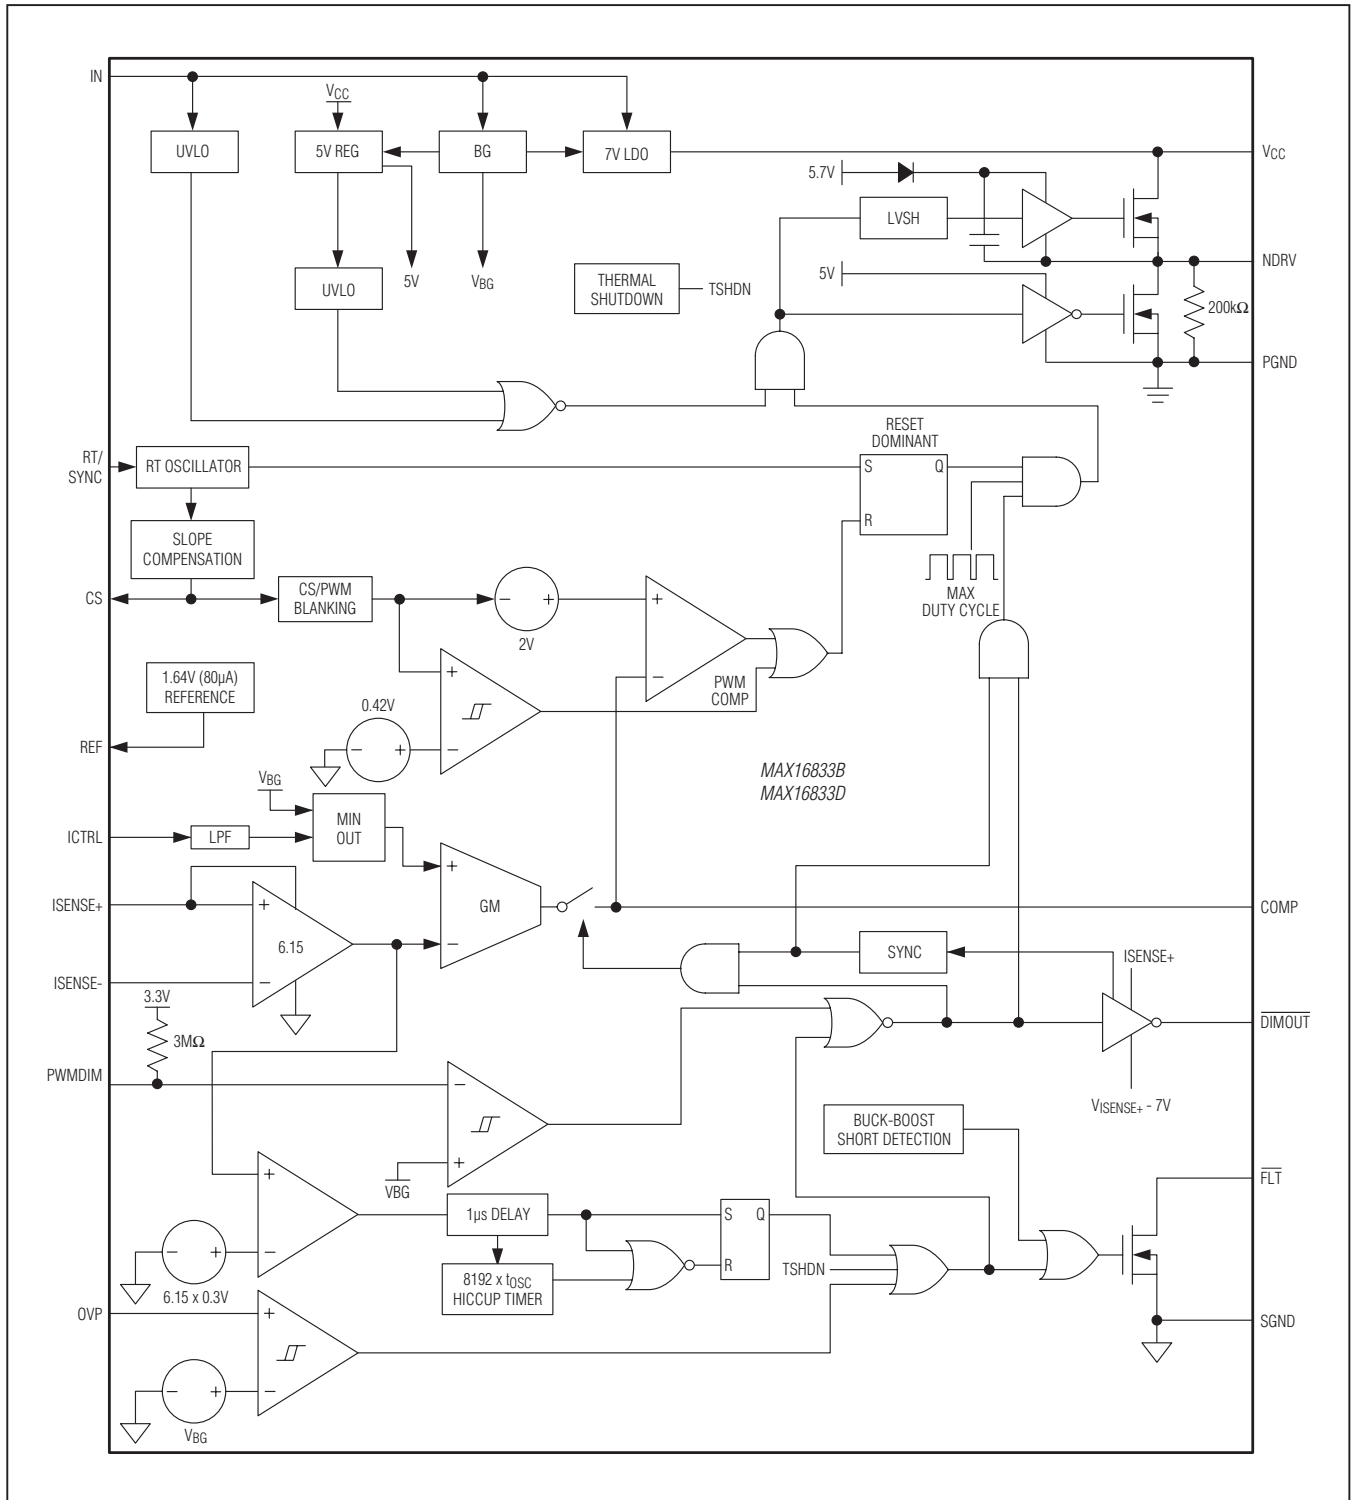 IN
VCC
UVLO
5V REG
BG
7V LDO
VCC
5.7V
LVSH
NDRV
5V
VBG
THERMAL
SHUTDOWN
TSHDN
5V
UVLO
200kΩ
PGND
RESET
DOMINANT
RT/
SYNC
RT OSCILLATOR
S
Q
R
SLOPE
COMPENSATION
CS
CS/PWM
BLANKING
-
+
2V
+
-
MAX
DUTY CYCLE
1.64V (80µA)
REFERENCE
0.42V
+
PWM
COMP
REF
-
+
-
MAX16833B
MAX16833D
VBG
MIN
OUT
ICTRL
LPF
+
GM
-
ISENSE+
+
6.15
-
COMP
ISENSE-
SYNC
ISENSE+
3.3V
3MΩ
DIMOUT
PWMDIM
-
+
VBG
VISENSE+ - 7V
BUCK-BOOST
SHORT DETECTION
+
-
FLT
1µs DELAY
S
Q
R
8192 x tOSC
HICCUP TIMER
TSHDN
-
+
6.15 x 0.3V
OVP
+
-
SGND
-
+
VBG